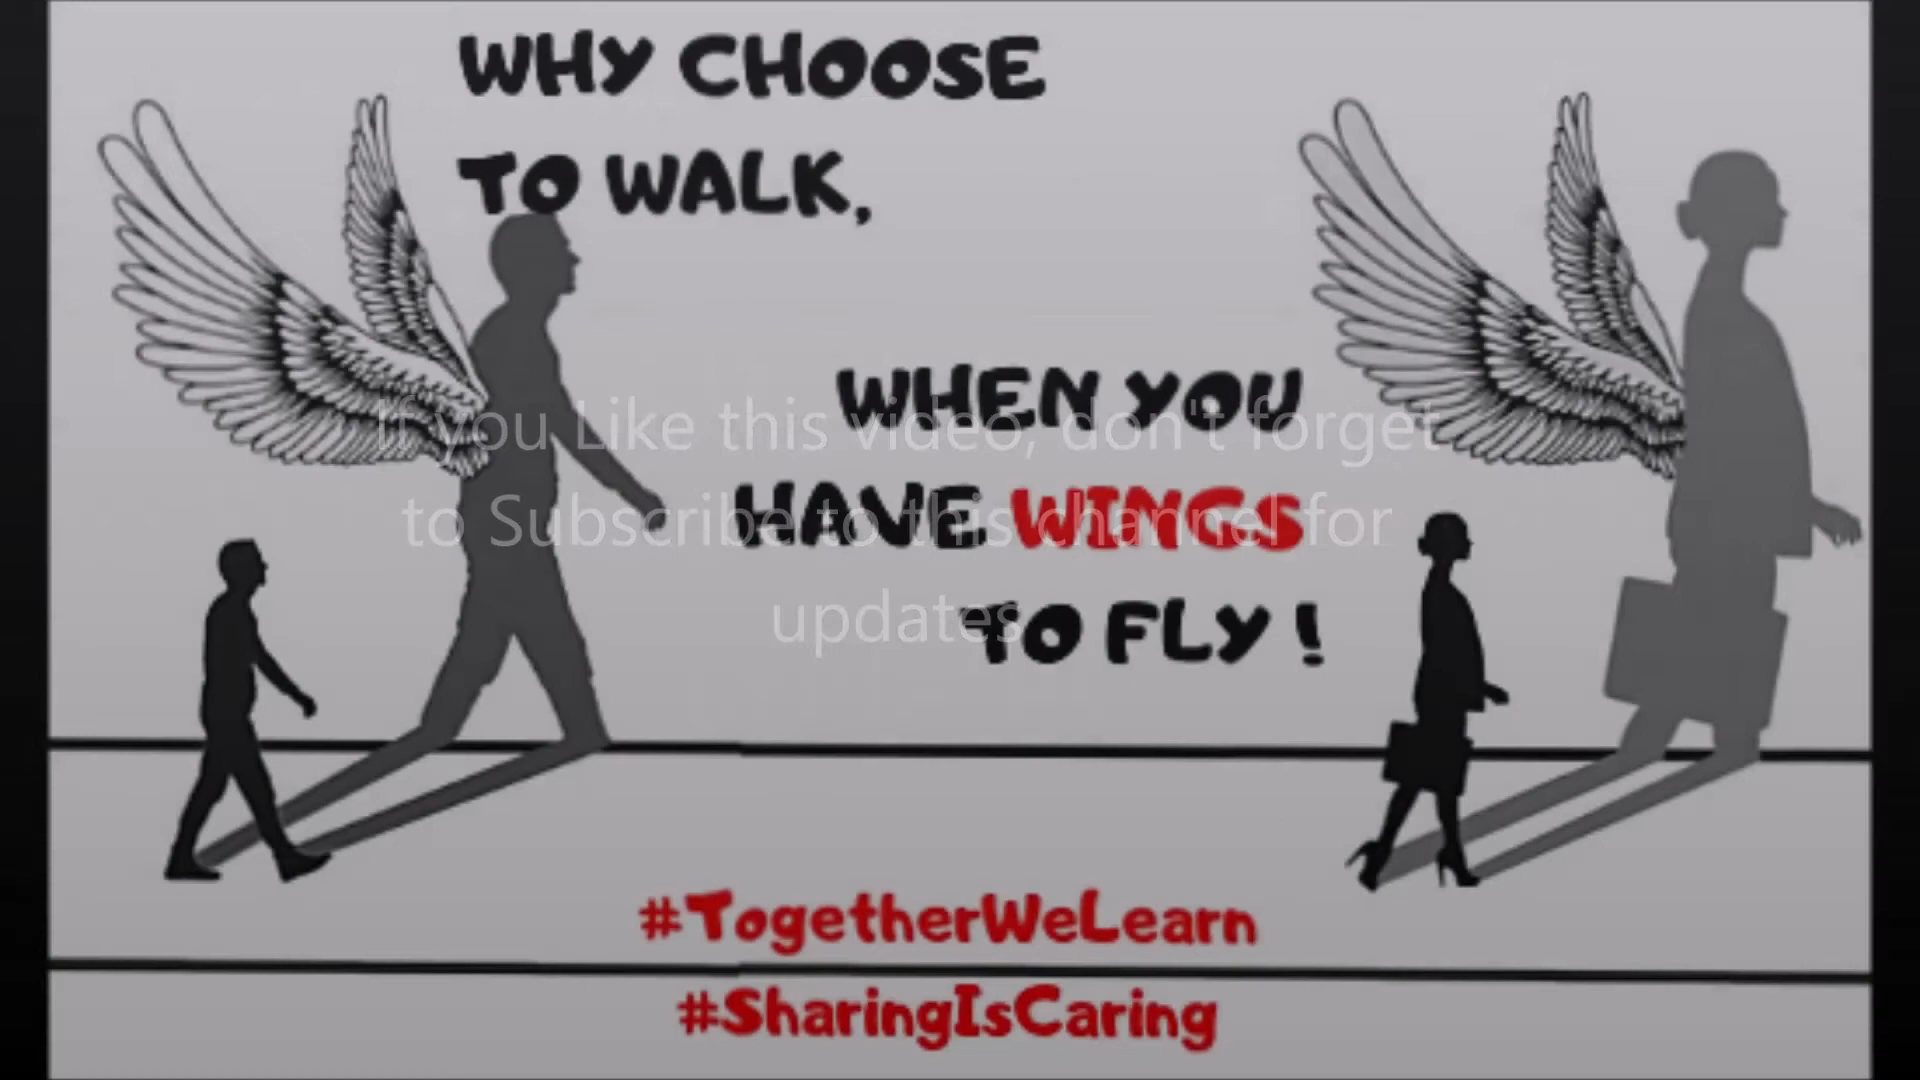 WHY CHOOSE
TO WALK,
WHEN YOU
HAVE WINGS
TO FLY !
If you Like this video, don't forget
to Subscribe to this channel for
updates
#TogetherWeLearn
#SharingIsCaring